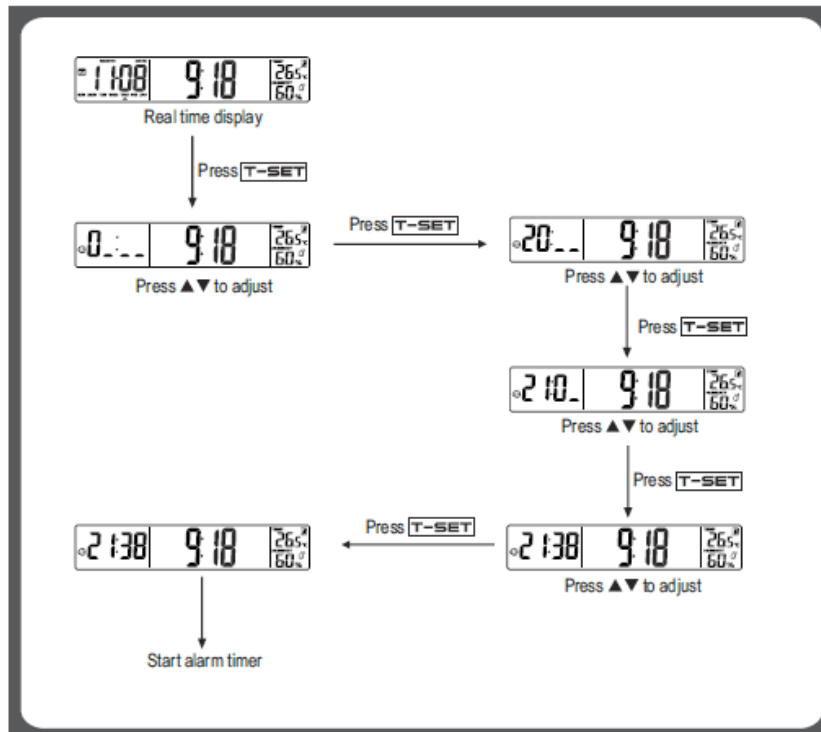 11:08 9:18 26.5°c 60%
Real time display
Press T-SET
0_:_ _ 9:18 26.5°c 60%
Press ▲▼ to adjust
Press T-SET
20:_ _ 9:18 26.5°c 60%
Press ▲▼ to adjust
Press T-SET
21:0_ 9:18 26.5°c 60%
Press ▲▼ to adjust
Press T-SET
21:38 9:18 26.5°c 60%
Press ▲▼ to adjust
Press T-SET
21:38 9:18 26.5°c 60%
Start alarm timer